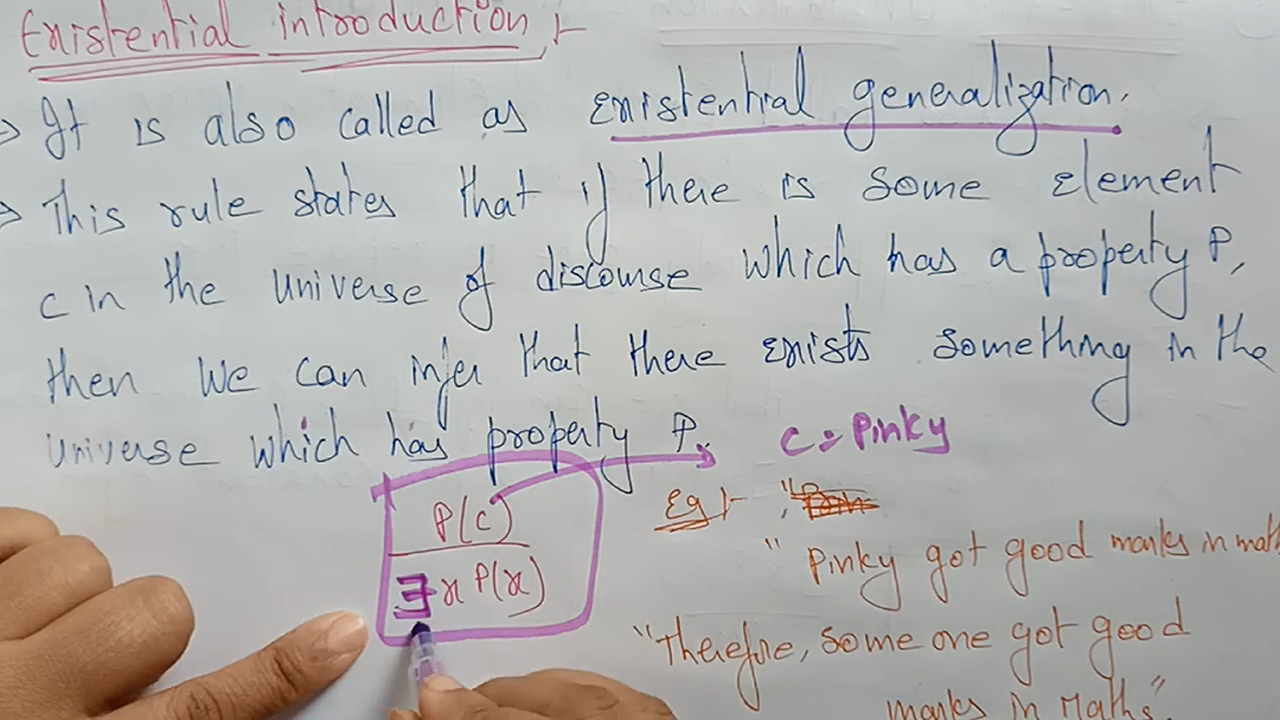 Existential introduction :-
→ It is also called as existential generalization.
→ This rule states that if there is some element
c in the universe of discourse which has a property P,
then we can infer that there exists something in the
universe which has property P.
c = Pinky
P(c)
∃x P(x)
Eg :- "
" Pinky got good marks in math
"Therefore, some one got good
marks in Maths"